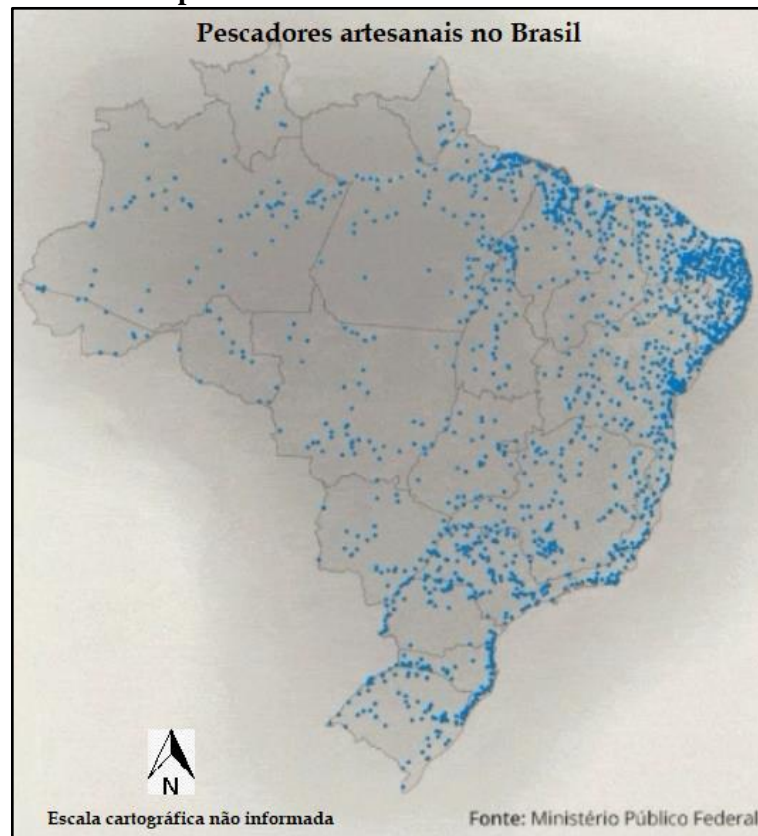 Pescadores artesanais no Brasil
N
Escala cartográfica não informada
Fonte: Ministério Público Federal